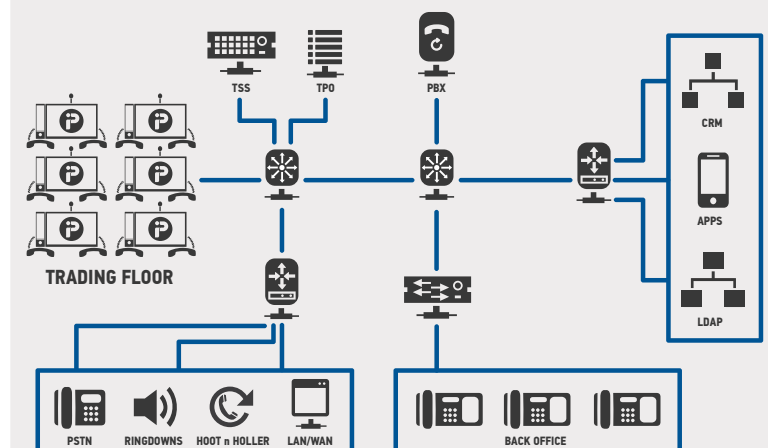 TSS
TPO
PBX
CRM
APPS
TRADING FLOOR
LDAP
PSTN
RINGDOWNS
HOOT n HOLLER
LAN/WAN
BACK OFFICE